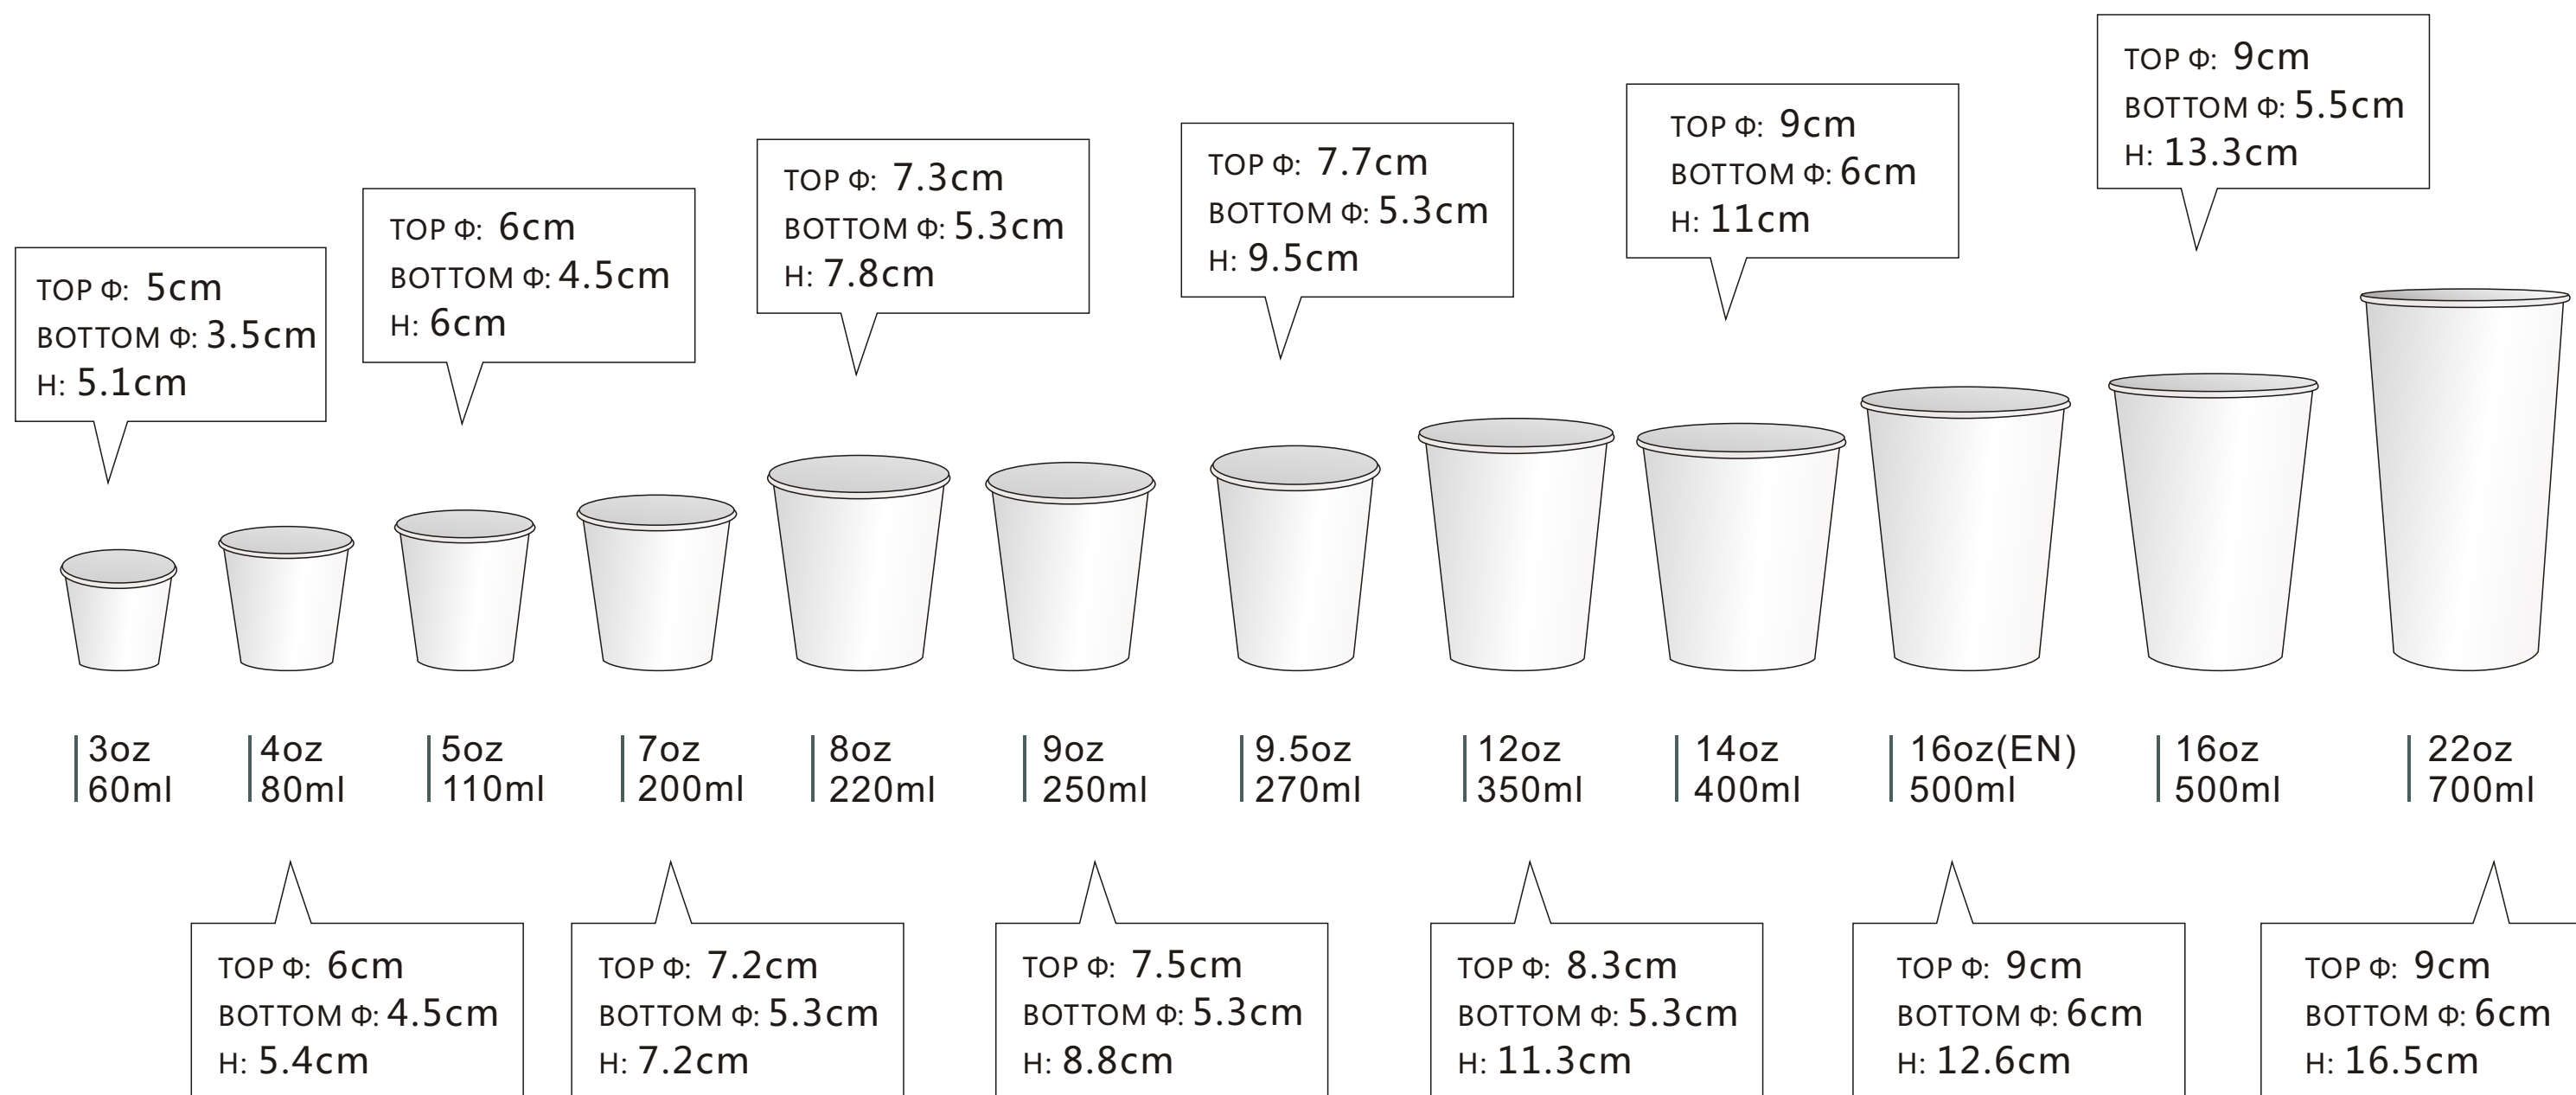 TOP Φ: 5cm
BOTTOM Φ: 3.5cm
H: 5.1cm
TOP Φ: 6cm
BOTTOM Φ: 4.5cm
H: 6cm
TOP Φ: 7.3cm
BOTTOM Φ: 5.3cm
H: 7.8cm
TOP Φ: 7.7cm
BOTTOM Φ: 5.3cm
H: 9.5cm
TOP Φ: 9cm
BOTTOM Φ: 6cm
H: 11cm
TOP Φ: 9cm
BOTTOM Φ: 5.5cm
H: 13.3cm
3oz
60ml
4oz
80ml
5oz
110ml
7oz
200ml
8oz
220ml
9oz
250ml
9.5oz
270ml
12oz
350ml
14oz
400ml
16oz(EN)
500ml
16oz
500ml
22oz
700ml
TOP Φ: 6cm
BOTTOM Φ: 4.5cm
H: 5.4cm
TOP Φ: 7.2cm
BOTTOM Φ: 5.3cm
H: 7.2cm
TOP Φ: 7.5cm
BOTTOM Φ: 5.3cm
H: 8.8cm
TOP Φ: 8.3cm
BOTTOM Φ: 5.3cm
H: 11.3cm
TOP Φ: 9cm
BOTTOM Φ: 6cm
H: 12.6cm
TOP Φ: 9cm
BOTTOM Φ: 6cm
H: 16.5cm